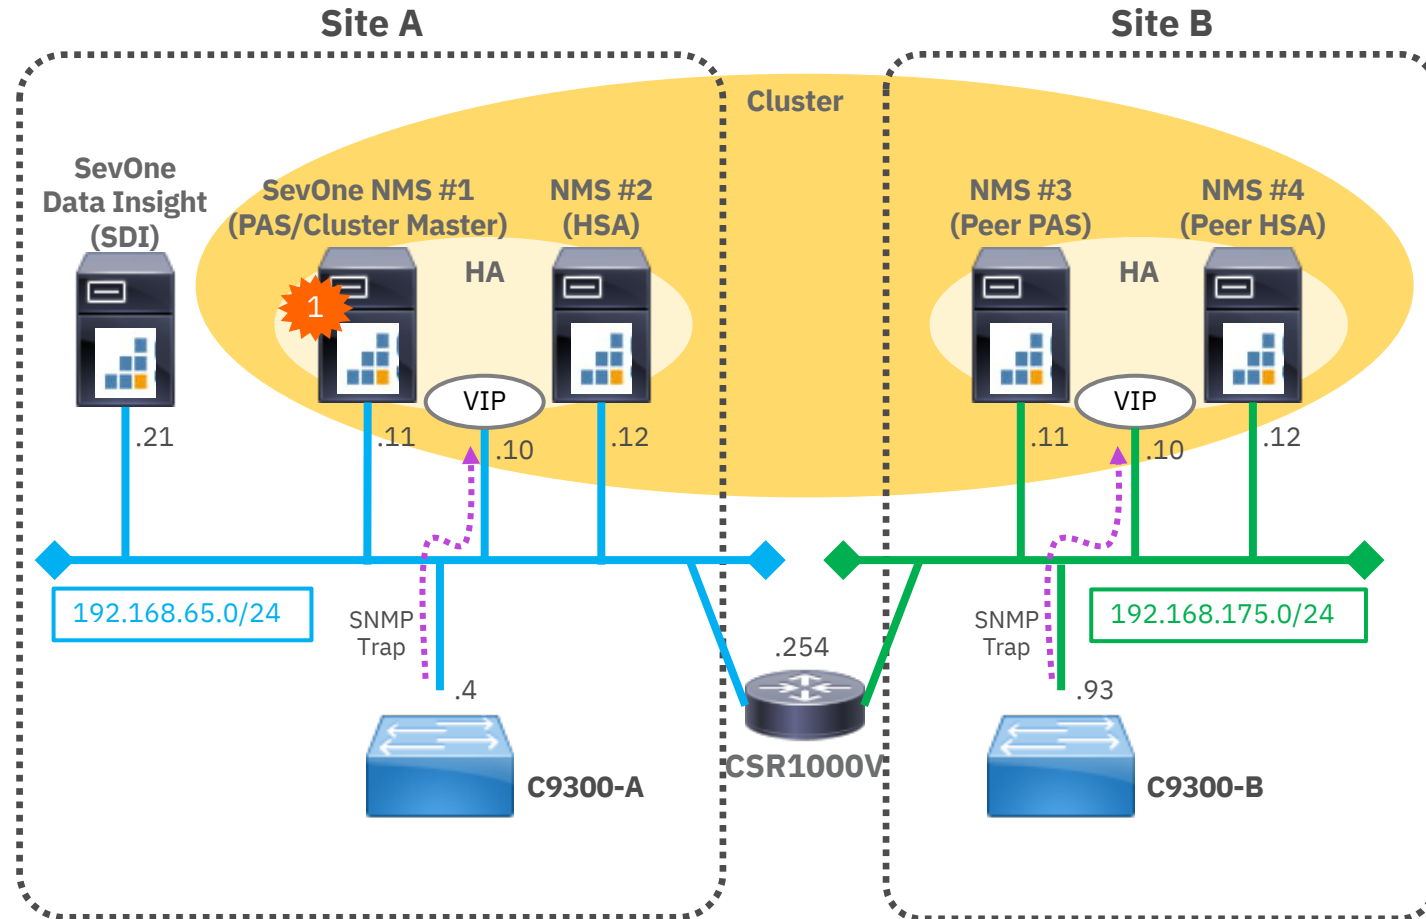 Site A
Site B
Cluster
SevOne
Data Insight
(SDI)
SevOne NMS #1
(PAS/Cluster Master)
NMS #2
(HSA)
NMS #3
(Peer PAS)
NMS #4
(Peer HSA)
HA
HA
1
VIP
VIP
.21
.11
.10
.12
.11
.10
.12
192.168.65.0/24
SNMP
Trap
.254
SNMP
Trap
192.168.175.0/24
.4
.93
CSR1000V
C9300-A
C9300-B